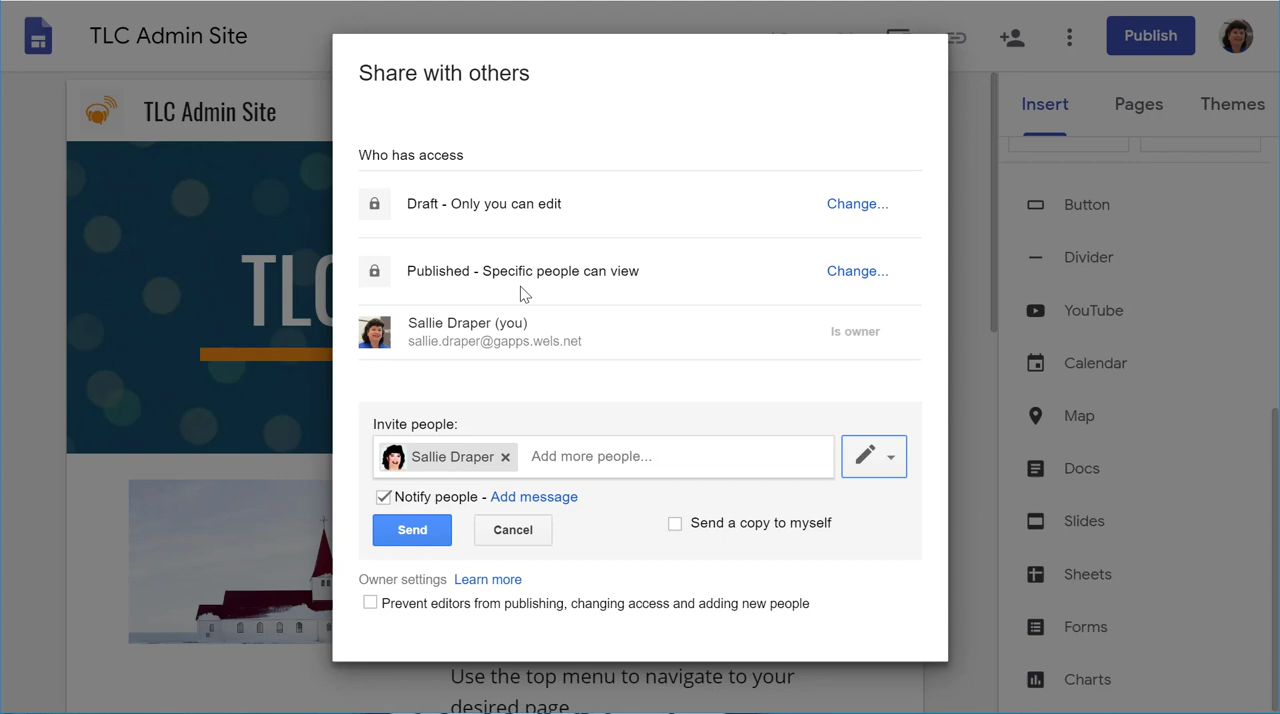 TLC Admin Site
Publish
TLC Admin Site
TLC
Share with others
Who has access
Draft - Only you can edit
Change...
Published - Specific people can view
Change...
Sallie Draper (you)
sallie.draper@gapps.wels.net
Is owner
Invite people:
Sallie Draper
Add more people...
Notify people - Add message
Send
Cancel
Send a copy to myself
Owner settings Learn more
Prevent editors from publishing, changing access and adding new people
Use the top menu to navigate to your
desired page
Insert
Pages
Themes
Button
Divider
YouTube
Calendar
Map
Docs
Slides
Sheets
Forms
Charts